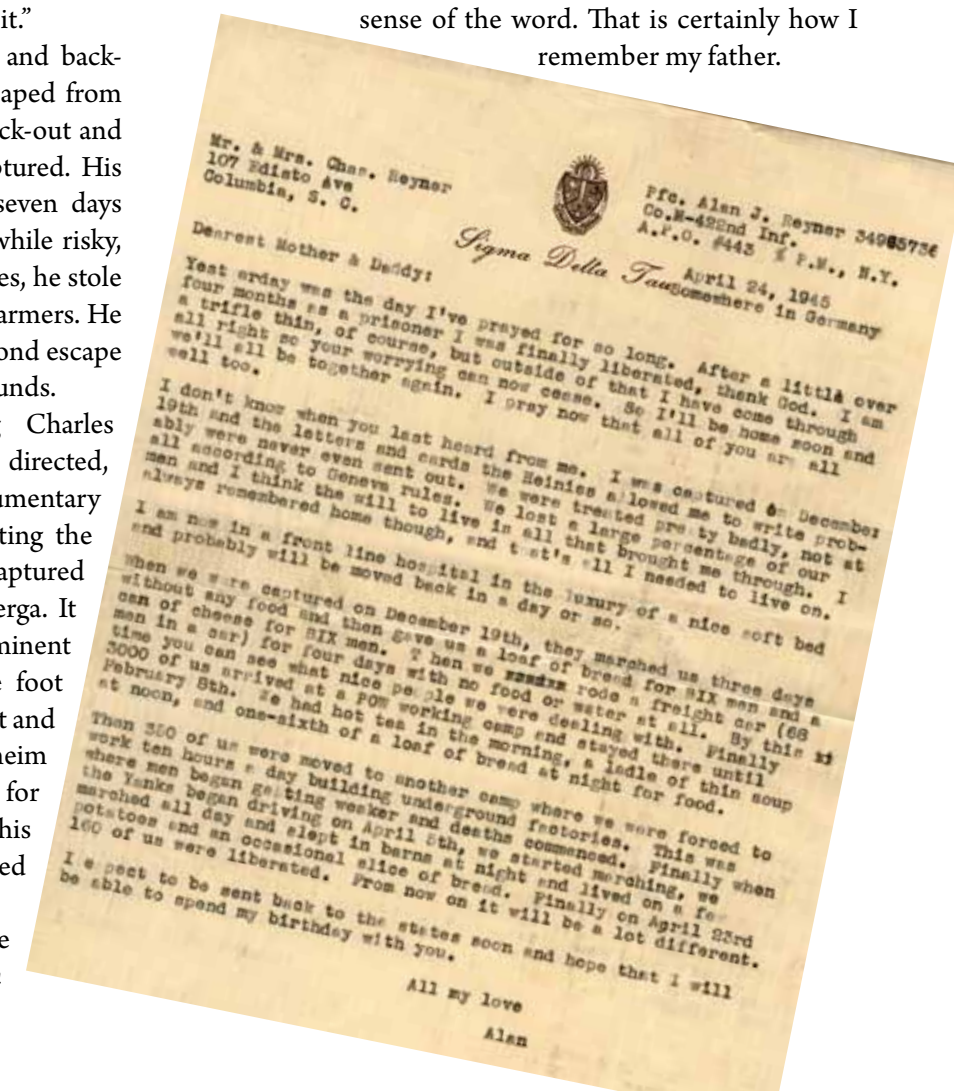 it.”
and back-
aped from
ck-out and
ptured. His
seven days
while risky,
es, he stole
armers. He
ond escape
unds.
Charles
directed,
umentary
ting the
aptured
erga. It
minent
foot
t and
heim
for
his
ed
e
sense of the word. That is certainly how I
remember my father.
Mr. & Mrs. Chas. Reyner
107 Edisto Ave
Columbia, S. C.
Pfc. Alan J. Reyner
Co.M-422nd Inf.
A.P.O. #443 % P.M., N.Y.
Sigma Delta Tau
April 24, 1945
somewhere in Germany
Dearest Mother & Daddy:
Yest erday was the day I've prayed for so long. After a little over
four months as a prisoner I was finally liberated, thank God. I am
a trifle thin, of course, but outside of that I have come through
all right so your worrying can now cease. So I'll be home soon and
we'll all be together again. I pray now that all of you are all
well too.
I don't know when you last heard from me. I was captured on December
19th and the letters and cards the Heinies allowed me to write prob-
ably were never even sent out. We were treated pretty badly, not at
all according to Geneva rules. We lost a large percentage of our
men and I think the will to live is all that brought me through. I
always remembered home though, and that's all I needed to live on.
I am now in a front line hospital in the luxury of a nice soft bed
and probably will be moved back in a day or so.
When we were captured on December 19th, they marched us three days
without any food and then gave us a loaf of bread for SIX men and a
can of cheese for SIX men. T hen we rode a freight car (68
men in a car) for four days with no food or water at all. By this
time you can see what nice people we were dealing with. Finally
3000 of us arrived at a POW working camp and stayed there until
February 8th. We had hot tea in the morning, a ladle of thin soup
at noon, and one-sixth of a loaf of bread at night for food.
Then 350 of us were moved to another camp where we were forced to
work ten hours a day building underground factories. This was
where men began getting weaker and deaths commenced. Finally when
the Yanks began driving on April 5th, we started marching, we
marched all day and slept in barns at night and lived on a few
potatoes and an occasional slice of bread. Finally on April 23rd
160 of us were liberated. From now on it will be a lot different.
I e pect to be sent back to the states soon and hope that I will
be able to spend my birthday with you.
All my love
Alan